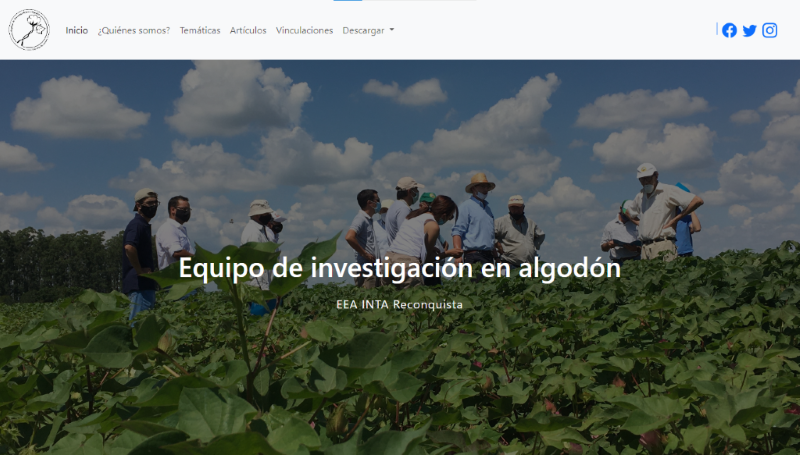 Inicio ¿Quiénes somos? Temáticas Artículos Vinculaciones Descargar
Equipo de investigación en algodón
EEA INTA Reconquista